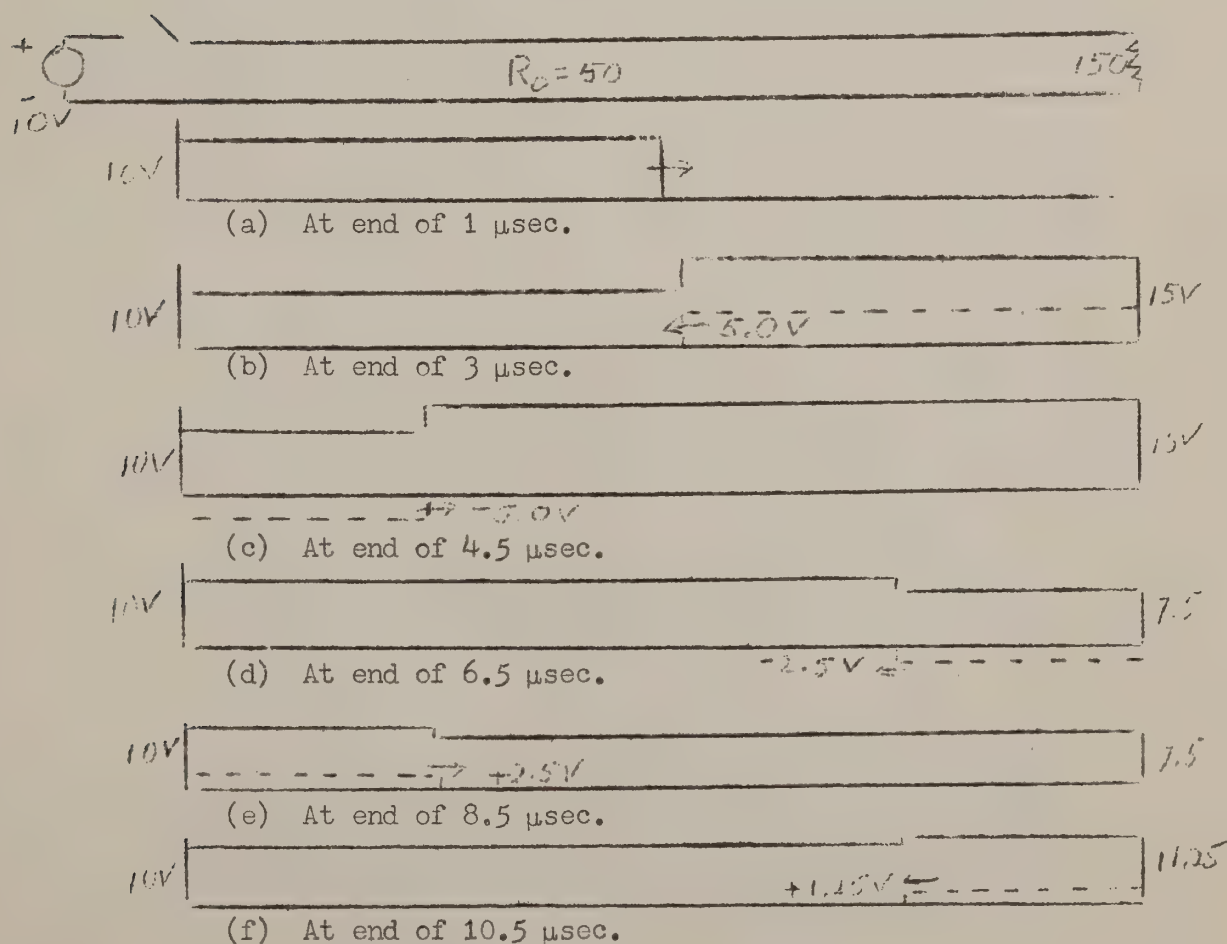 +
R₀ = 50
150
-
10V
10V
(a) At end of 1 μsec.
10V
15V
5.0V
(b) At end of 3 μsec.
10V
15V
-5.0V
(c) At end of 4.5 μsec.
10V
7.5
-2.5V
(d) At end of 6.5 μsec.
10V
+2.5V
7.5
(e) At end of 8.5 μsec.
10V
+1.25V
11.25
(f) At end of 10.5 μsec.